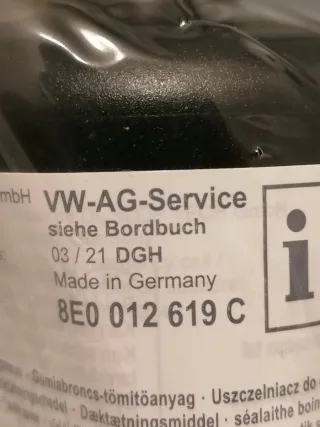 mbH VW-AG-Service
siehe Bordbuch
03 / 21 DGH
Made in Germany
8E0 012 619 C
i
· Gumiabroncs-tömítőanyag · Uszczelniacz do
· Dæktætningsmiddel · séalaithe boinn